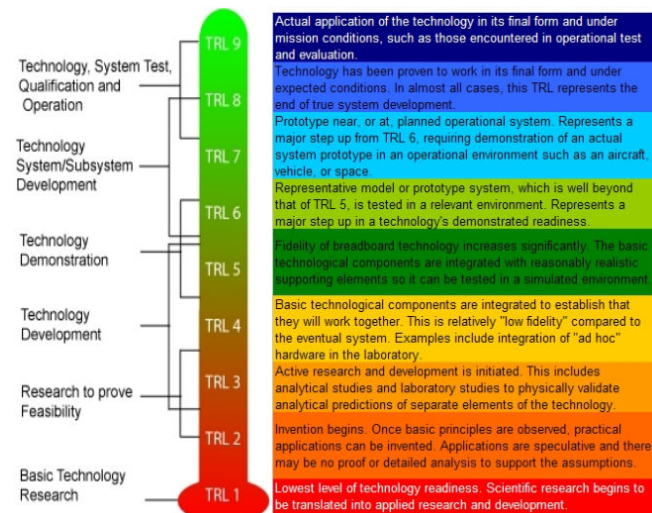 Technology, System Test,
Qualification and
Operation
Technology
System/Subsystem
Development
Technology
Demonstration
Technology
Development
Research to prove
Feasibility
Basic Technology
Research
TRL 9
TRL 8
TRL 7
TRL 6
TRL 5
TRL 4
TRL 3
TRL 2
TRL 1
Actual application of the technology in its final form and under
mission conditions, such as those encountered in operational test
and evaluation.
Technology has been proven to work in its final form and under
expected conditions. In almost all cases, this TRL represents the
end of true system development.
Prototype near, or at, planned operational system. Represents a
major step up from TRL 6, requiring demonstration of an actual
system prototype in an operational environment such as an aircraft,
vehicle, or space.
Representative model or prototype system, which is well beyond
that of TRL 5, is tested in a relevant environment. Represents a
major step up in a technology's demonstrated readiness.
Fidelity of breadboard technology increases significantly. The basic
technological components are integrated with reasonably realistic
supporting elements so it can be tested in a simulated environment.
Basic technological components are integrated to establish that
they will work together. This is relatively "low fidelity" compared to
the eventual system. Examples include integration of "ad hoc"
hardware in the laboratory.
Active research and development is initiated. This includes
analytical studies and laboratory studies to physically validate
analytical predictions of separate elements of the technology.
Invention begins. Once basic principles are observed, practical
applications can be invented. Applications are speculative and there
may be no proof or detailed analysis to support the assumptions.
Lowest level of technology readiness. Scientific research begins to
be translated into applied research and development.